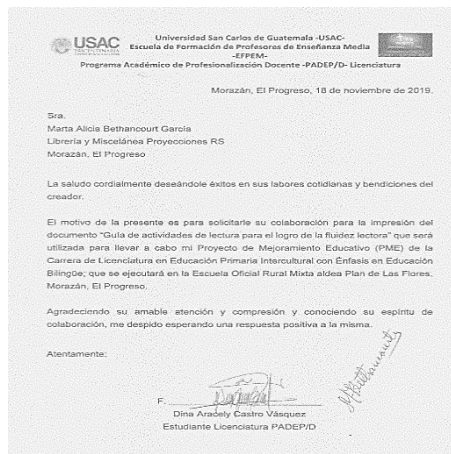 USAC
TRICENTENARIA
Universidad San Carlos de Guatemala -USAC-
Escuela de Formación de Profesores de Enseñanza Media
-EFPEM-
Programa Académico de Profesionalización Docente -PADEP/D- Licenciatura
Morazán, El Progreso, 18 de noviembre de 2019.
Sra.
Marta Alicia Bethancourt García
Librería y Miscelánea Proyecciones RS
Morazán, El Progreso
La saludo cordialmente deseándole éxitos en sus labores cotidianas y bendiciones del
creador.
El motivo de la presente es para solicitarle su colaboración para la impresión del
documento "Guía de actividades de lectura para el logro de la fluidez lectora" que será
utilizada para llevar a cabo mi Proyecto de Mejoramiento Educativo (PME) de la
Carrera de Licenciatura en Educación Primaria Intercultural con Énfasis en Educación
Bilingüe; que se ejecutará en la Escuela Oficial Rural Mixta aldea Plan de Las Flores,
Morazán, El Progreso.
Agradeciendo su amable atención y compresión y conociendo su espíritu de
colaboración, me despido esperando una respuesta positiva a la misma.
Atentamente:
F.
Dina Aracely Castro Vásquez
Estudiante Licenciatura PADEP/D